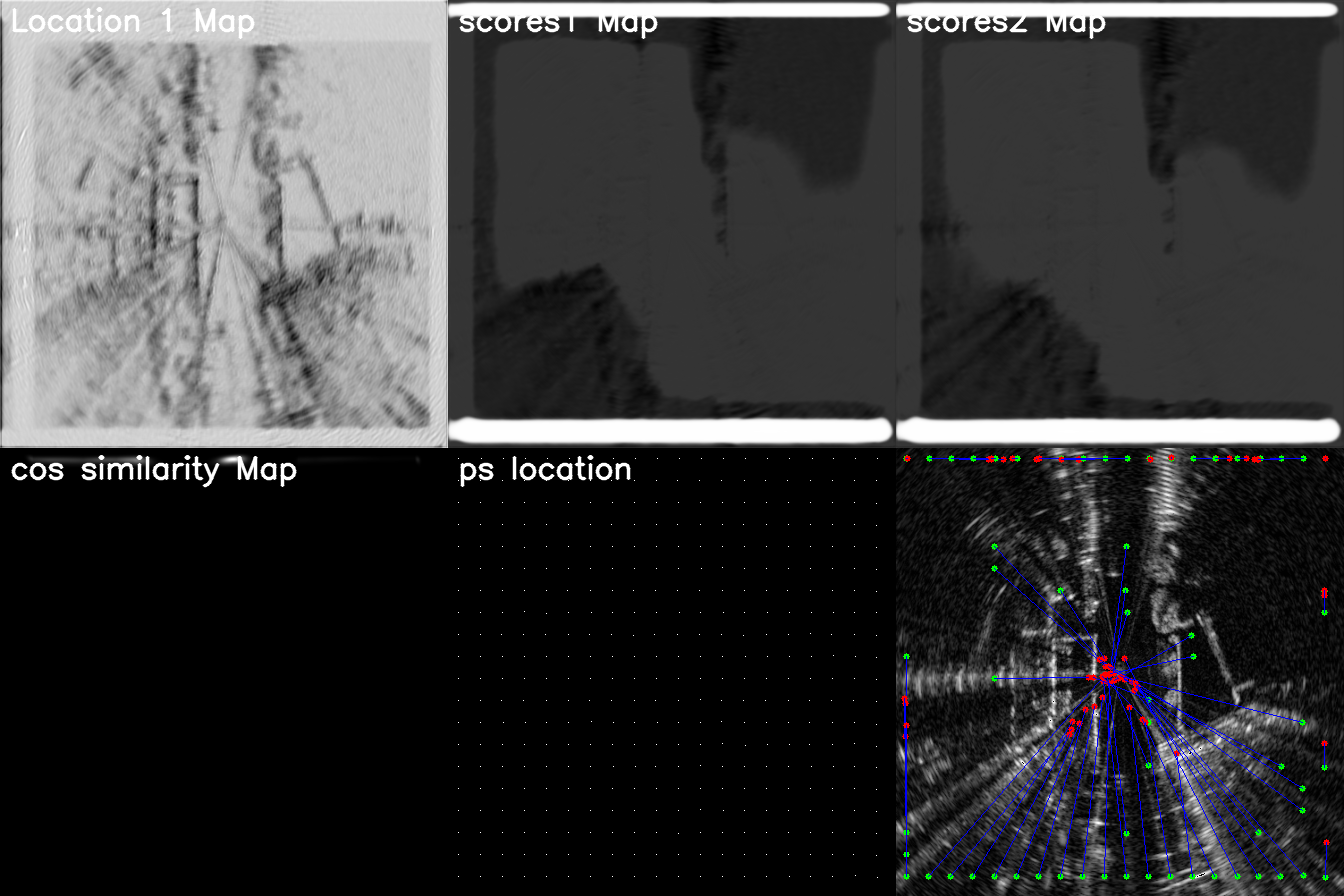 Location 1 Map
scores1 Map
scores2 Map
cos similarity Map
ps location